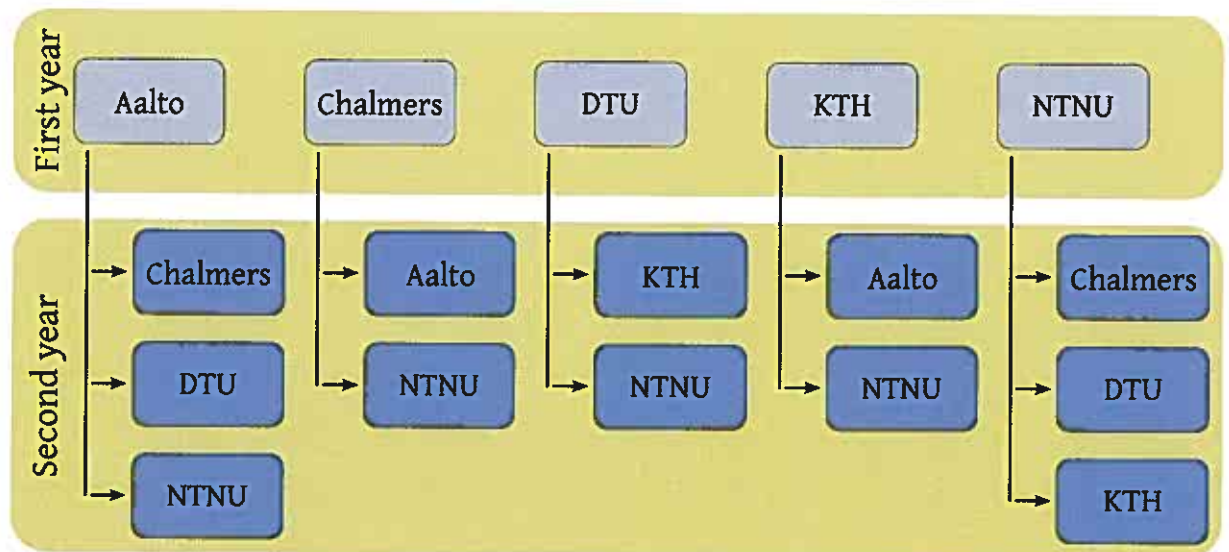 First year
Aalto
Chalmers
DTU
KTH
NTNU
Second year
Chalmers
DTU
NTNU
Aalto
NTNU
KTH
NTNU
Aalto
NTNU
Chalmers
DTU
KTH